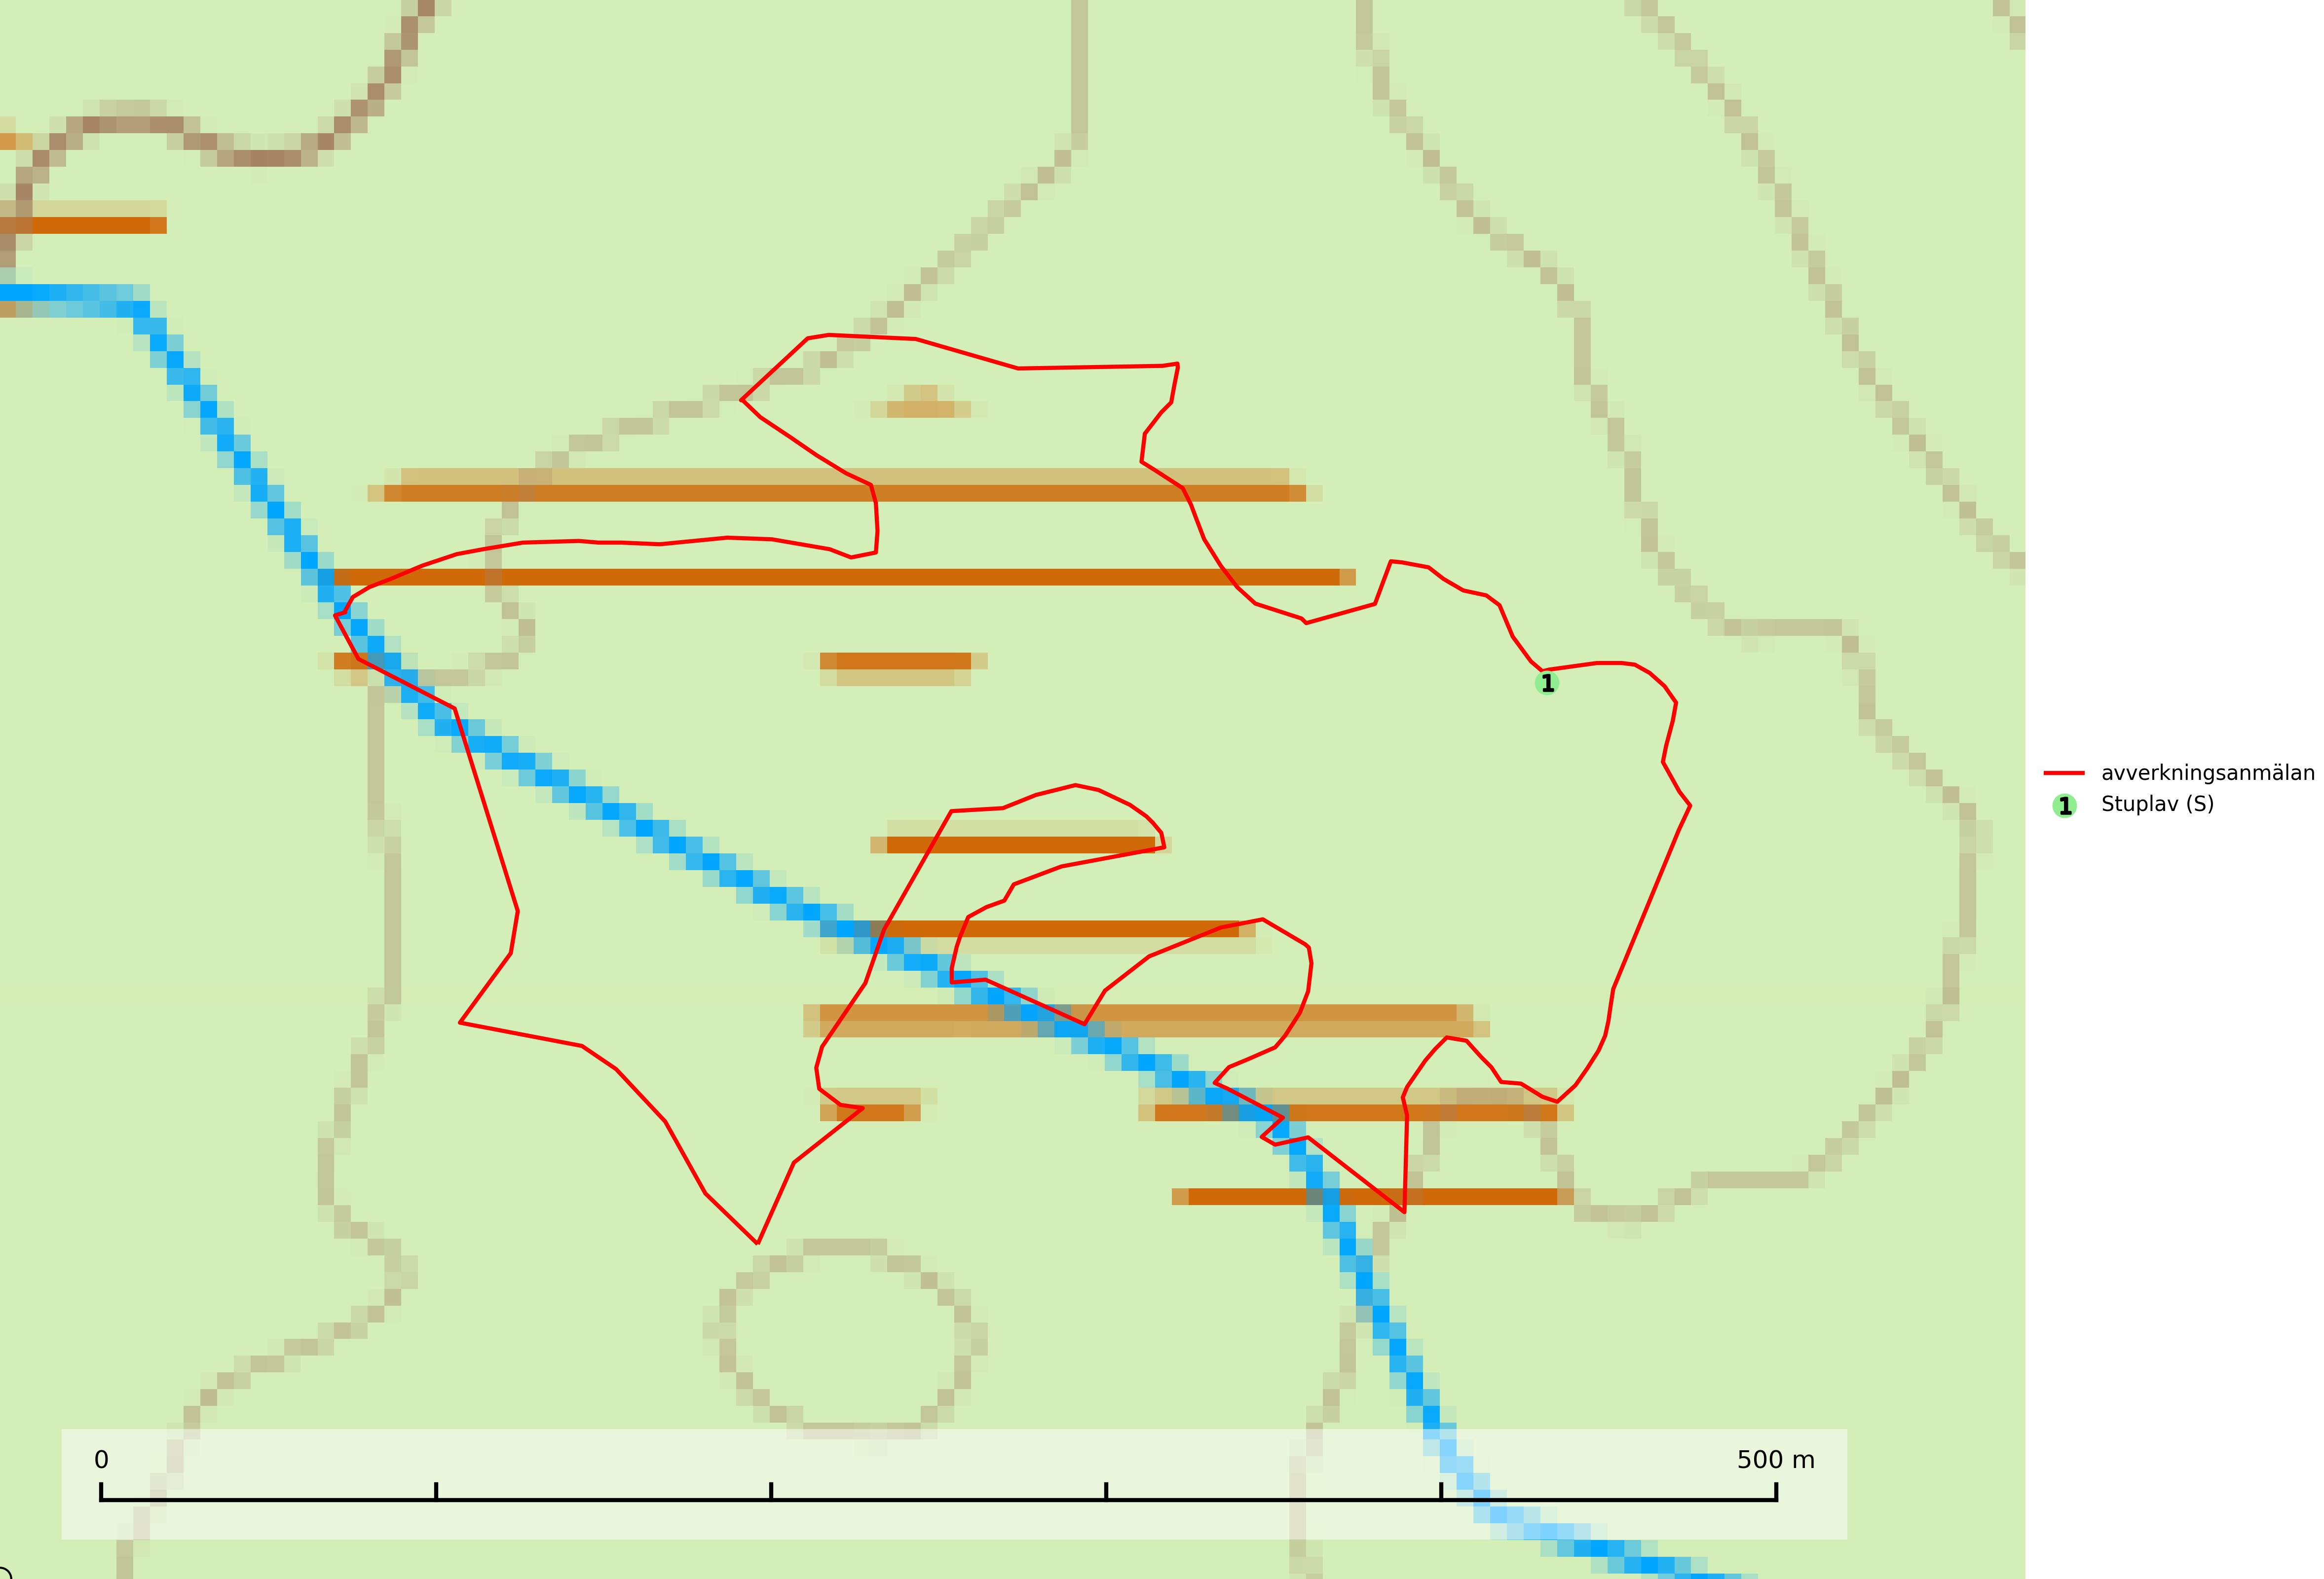 1
avverkningsanmälan
1 Stuplav (S)
0 500 m